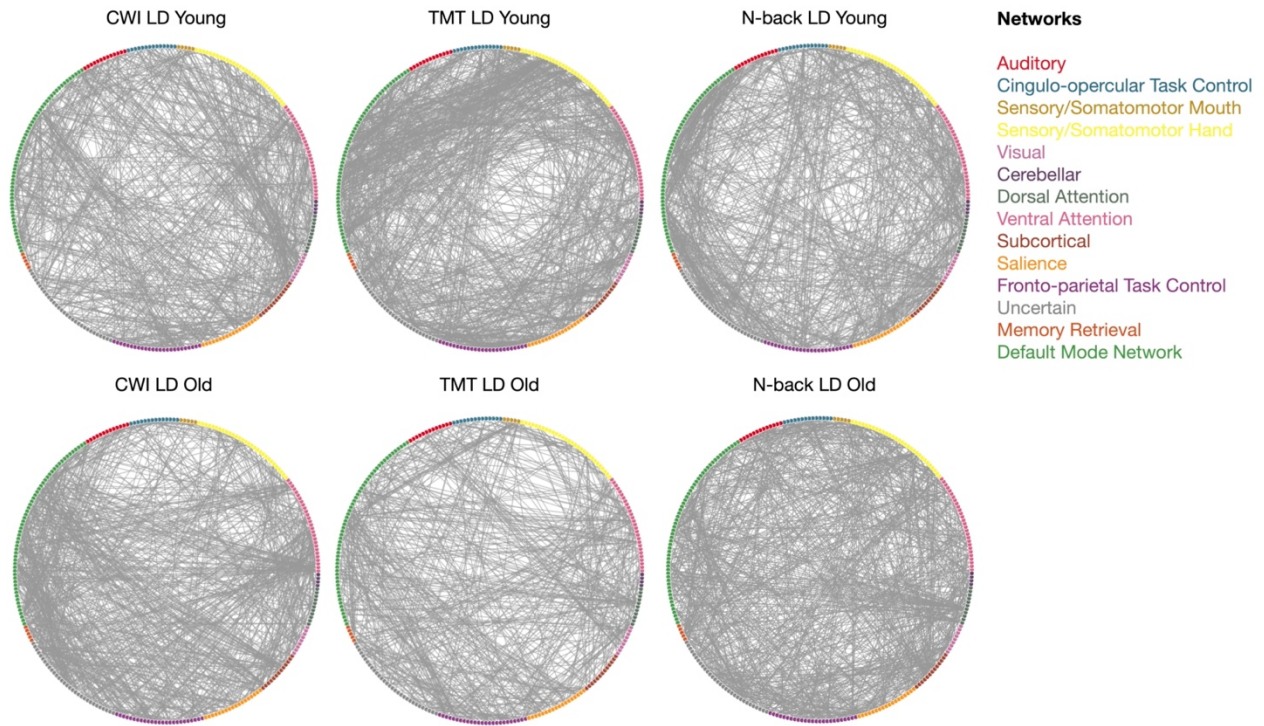 CWI LD Young
TMT LD Young
N-back LD Young
Networks
Auditory
Cingulo-opercular Task Control
Sensory/Somatomotor Mouth
Sensory/Somatomotor Hand
Visual
Cerebellar
Dorsal Attention
Ventral Attention
Subcortical
Salience
Fronto-parietal Task Control
Uncertain
Memory Retrieval
Default Mode Network
CWI LD Old
TMT LD Old
N-back LD Old